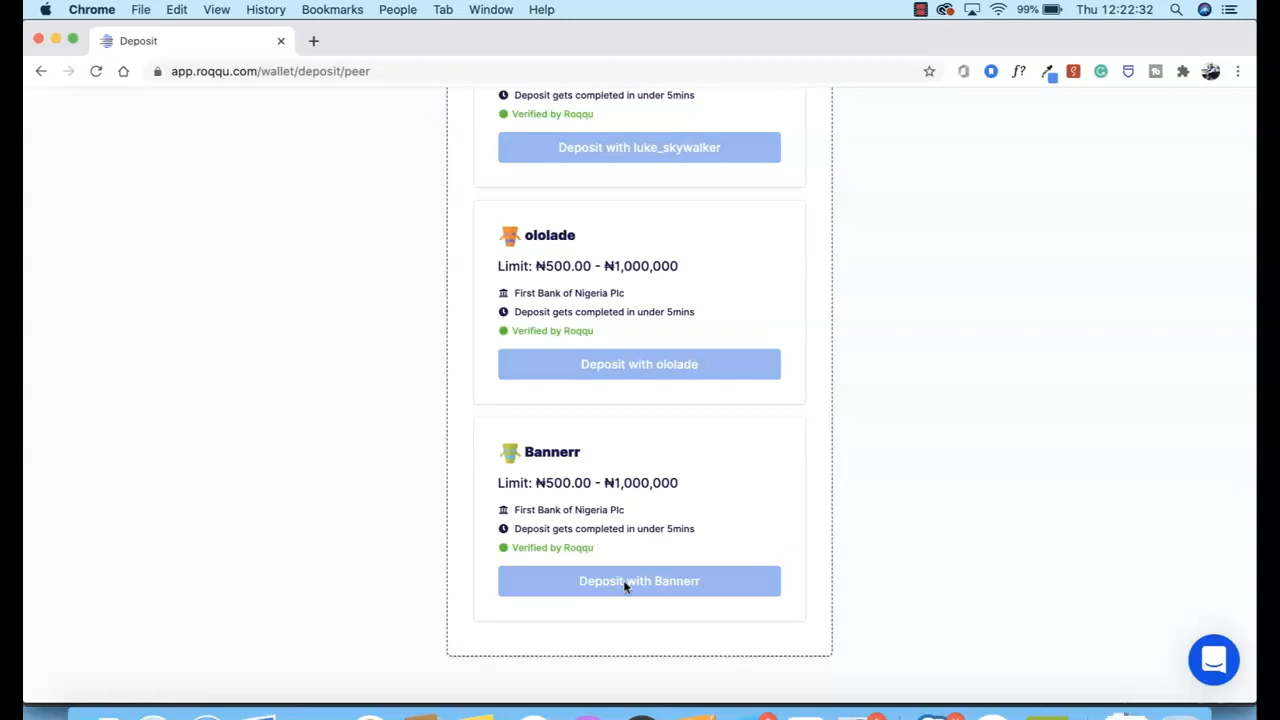 Chrome File Edit View History Bookmarks People Tab Window Help 99% Thu 12:22:32
Deposit
app.roqqu.com/wallet/deposit/peer
Deposit gets completed in under 5mins
Verified by Roqqu
Deposit with luke_skywalker
ololade
Limit: ₦500.00 - ₦1,000,000
First Bank of Nigeria Plc
Deposit gets completed in under 5mins
Verified by Roqqu
Deposit with ololade
Bannerr
Limit: ₦500.00 - ₦1,000,000
First Bank of Nigeria Plc
Deposit gets completed in under 5mins
Verified by Roqqu
Deposit with Bannerr